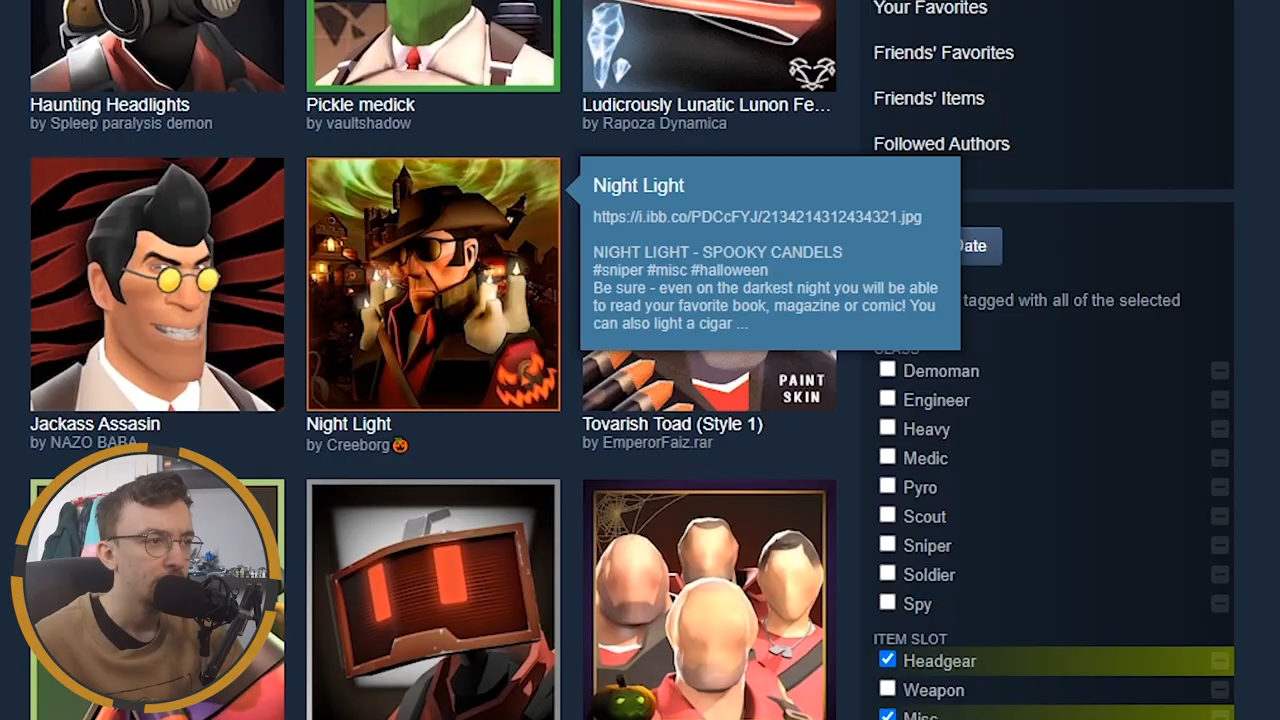 Your Favorites
Friends' Favorites
Friends' Items
Followed Authors
Haunting Headlights
by Spleep paralysis demon
Pickle medick
by vaultshadow
Ludicrously Lunatic Lunon Fe...
by Rapoza Dynamica
Night Light
https://i.ibb.co/PDCcFYJ/2134214312434321.jpg
NIGHT LIGHT - SPOOKY CANDELS
#sniper #misc #halloween
Be sure - even on the darkest night you will be able
to read your favorite book, magazine or comic! You
can also light a cigar ...
Date
tagged with all of the selected
CLASS
PAINT
SKIN
Jackass Assasin
by NAZO BABA
Night Light
by Creeborg🎃
Tovarish Toad (Style 1)
by EmperorFaiz.rar
Demoman
Engineer
Heavy
Medic
Pyro
Scout
Sniper
Soldier
Spy
ITEM SLOT
Headgear
Weapon
Misc